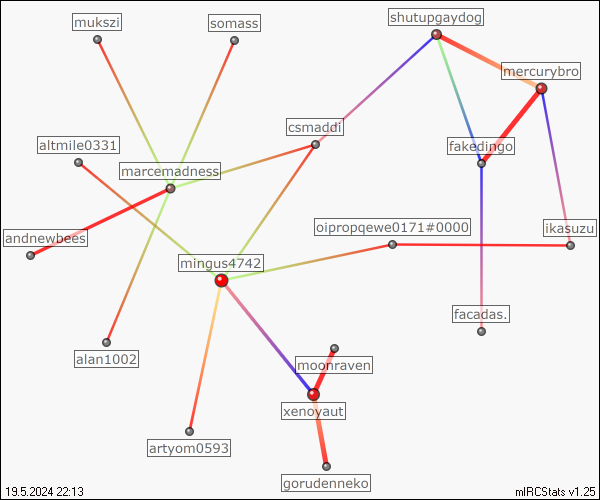 shutupgaydog
mukszi
somass
mercurybro
csmaddi
altmile0331
fakedingo
marcemadness
oipropqewe0171#0000
ikasuzu
andnewbees
mingus4742
facadas.
alan1002
moonraven
xenoyaut
artyom0593
gorudenneko
19.5.2024 22:13
mIRCStats v1.25